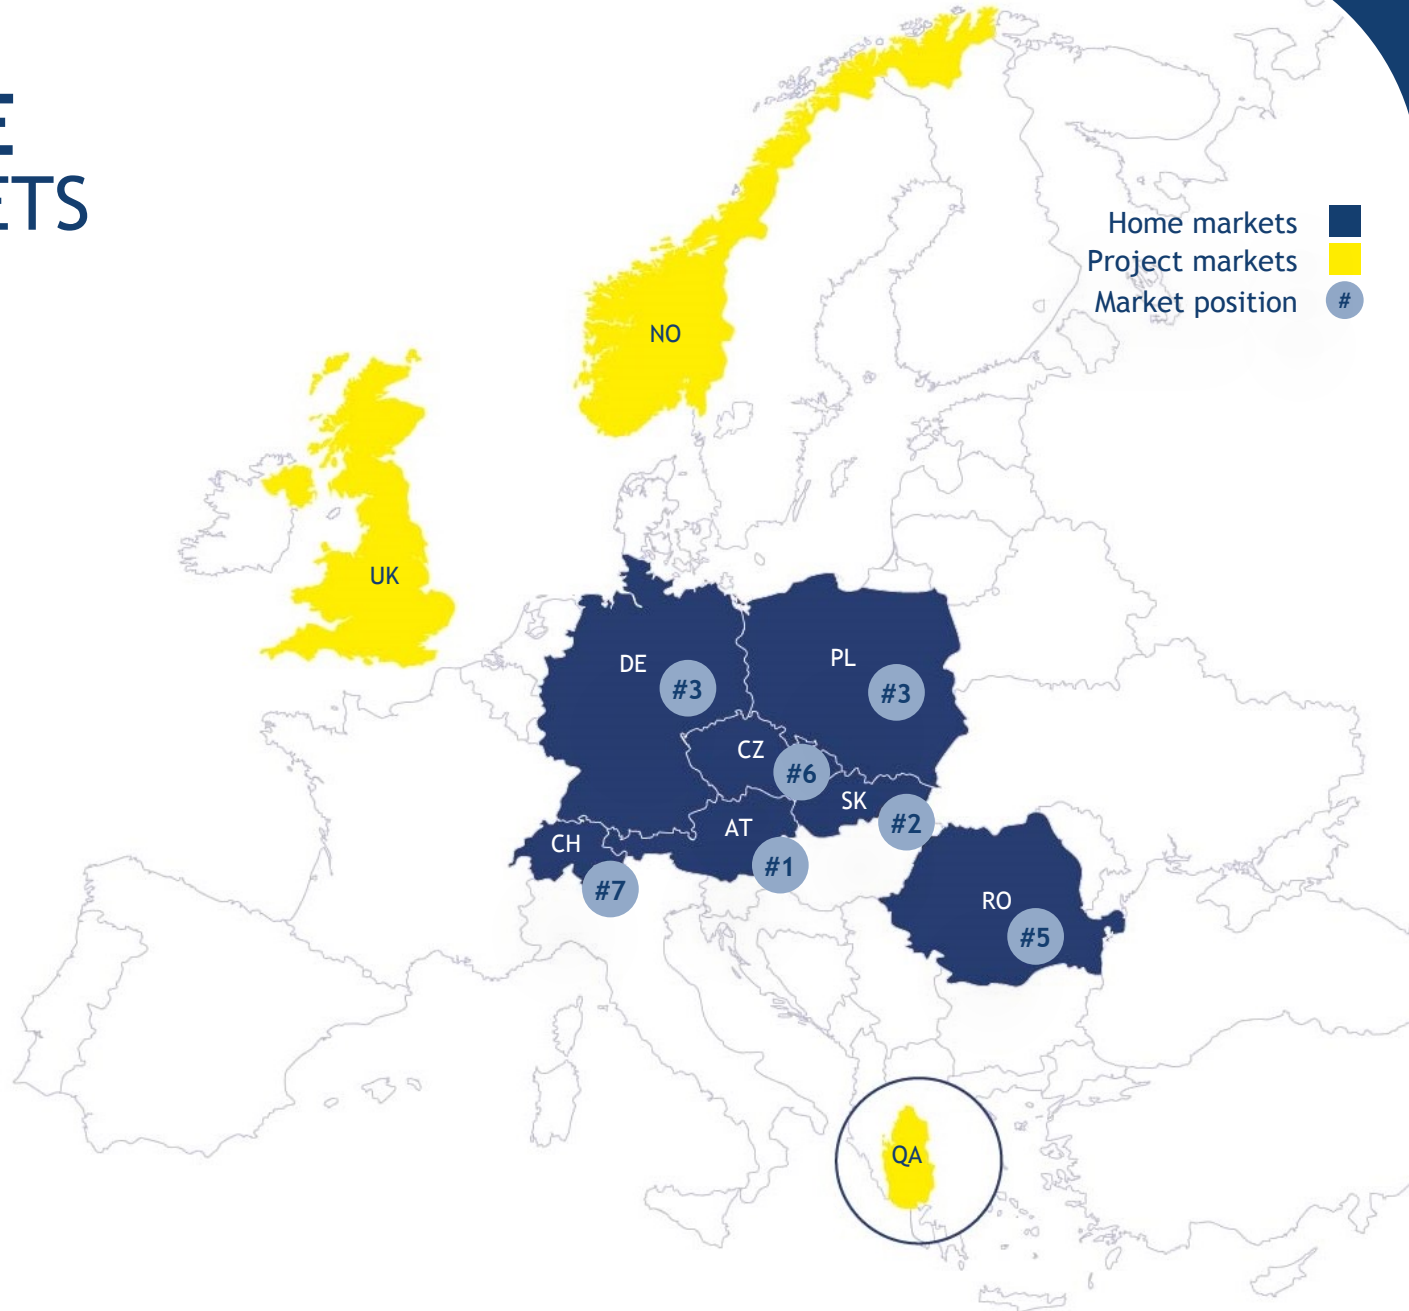 E
ETS
Home markets
Project markets
Market position #
NO
UK
DE
#3
PL
#3
CZ
#6
SK
#2
AT
#1
CH
#7
RO
#5
QA